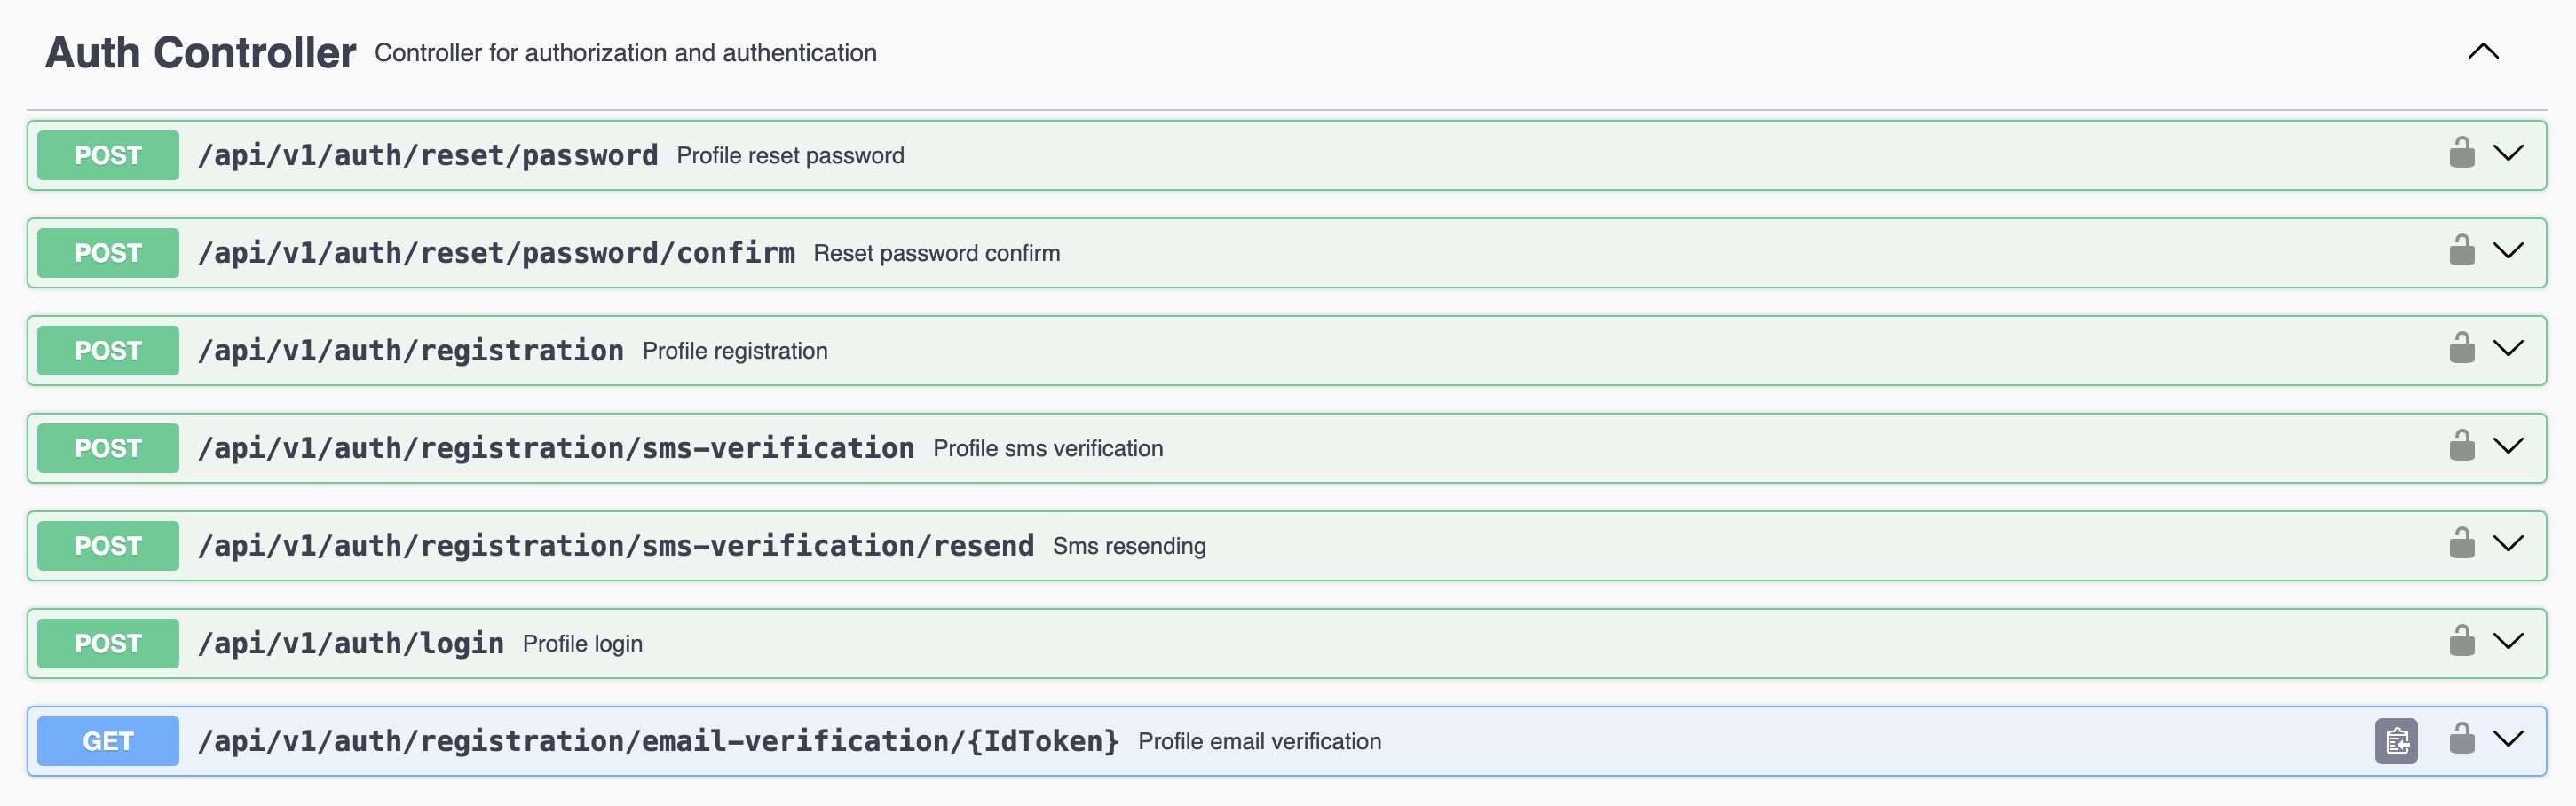 Auth Controller Controller for authorization and authentication
POST /api/v1/auth/reset/password Profile reset password
POST /api/v1/auth/reset/password/confirm Reset password confirm
POST /api/v1/auth/registration Profile registration
POST /api/v1/auth/registration/sms-verification Profile sms verification
POST /api/v1/auth/registration/sms-verification/resend Sms resending
POST /api/v1/auth/login Profile login
GET /api/v1/auth/registration/email-verification/{IdToken} Profile email verification